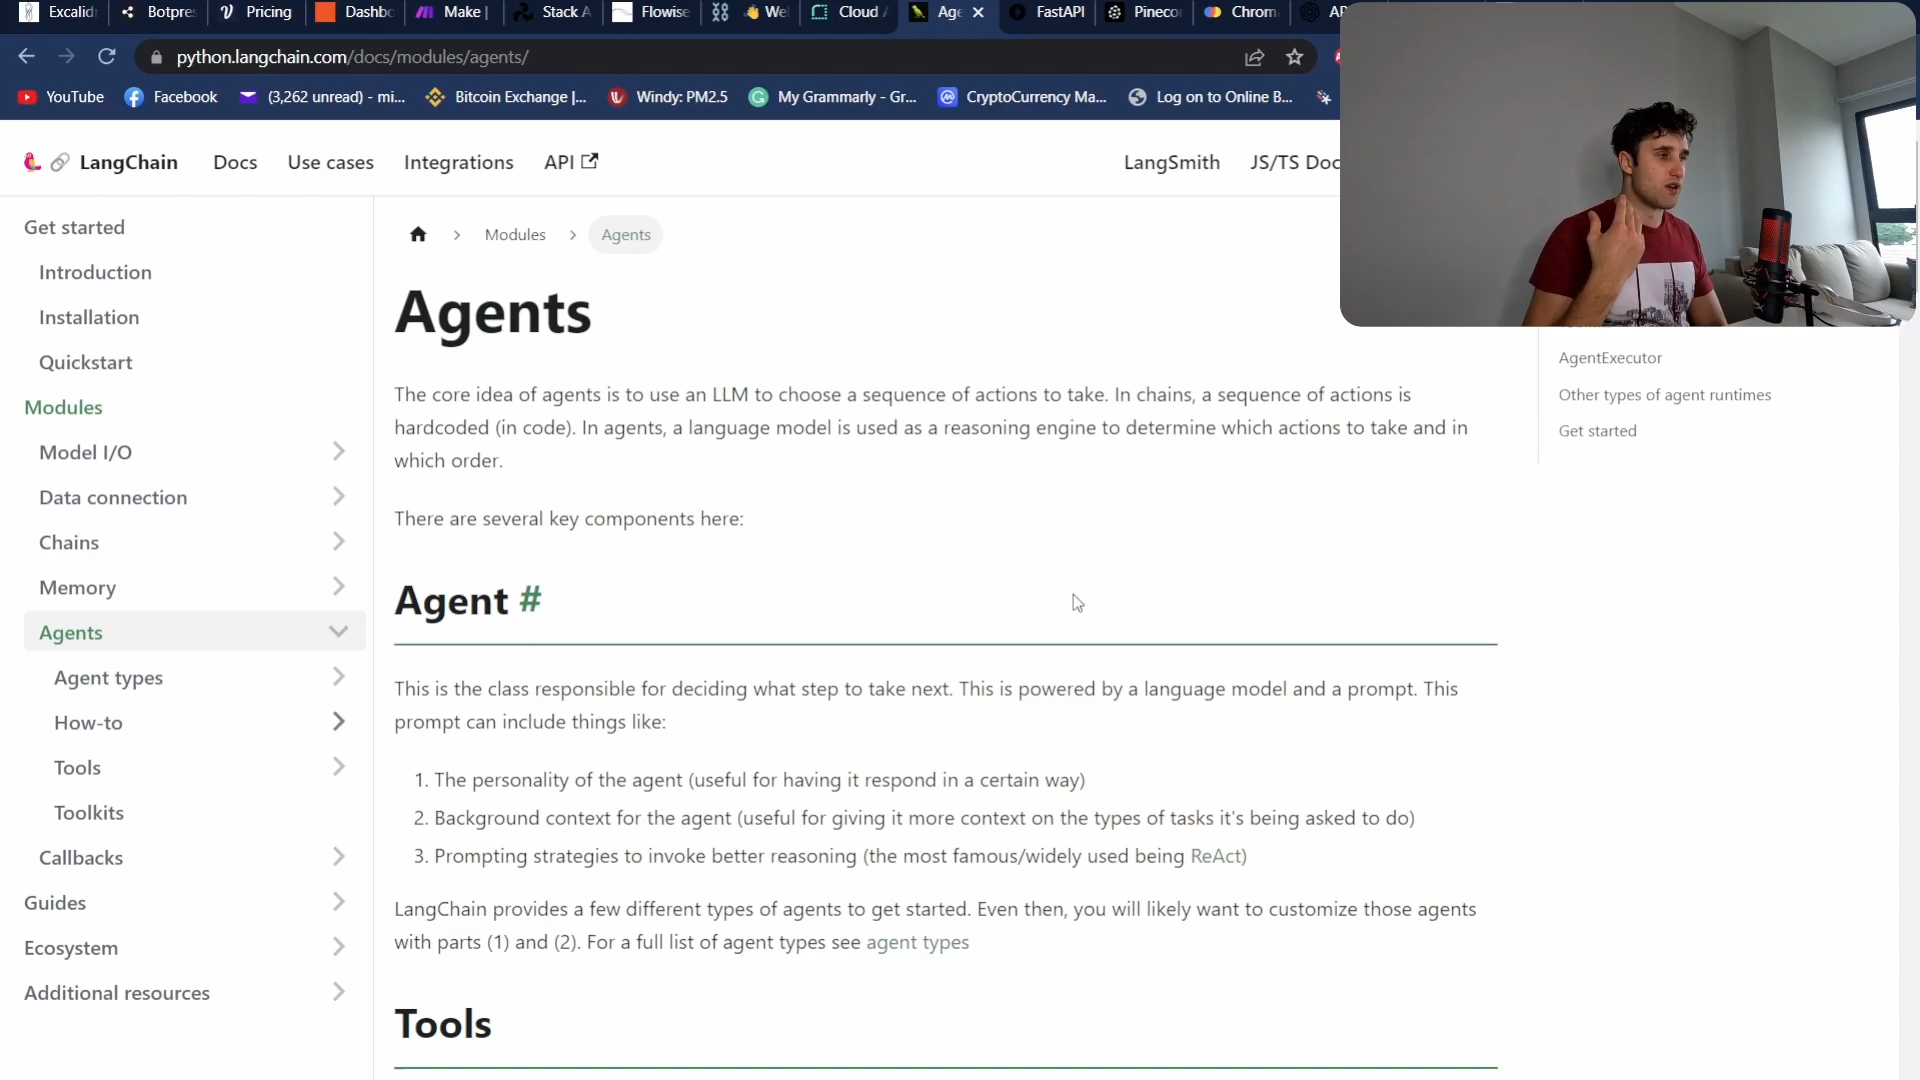 Excalidr
Botpres
Pricing
Dashbo
Make |
Stack A
Flowise
We
Cloud
Age
FastAPI
Pineco
Chrom
AP
python.langchain.com/docs/modules/agents/
YouTube
Facebook
(3,262 unread) - mi...
Bitcoin Exchange |...
Windy: PM2.5
My Grammarly - Gr...
CryptoCurrency Ma...
Log on to Online B...
LangChain
Docs
Use cases
Integrations
API
LangSmith
JS/TS Doc
Get started
Introduction
Installation
Quickstart
Modules
Model I/O
Data connection
Chains
Memory
Agents
Agent types
How-to
Tools
Toolkits
Callbacks
Guides
Ecosystem
Additional resources
Modules
Agents
Agents
The core idea of agents is to use an LLM to choose a sequence of actions to take. In chains, a sequence of actions is
hardcoded (in code). In agents, a language model is used as a reasoning engine to determine which actions to take and in
which order.
There are several key components here:
Agent #
This is the class responsible for deciding what step to take next. This is powered by a language model and a prompt. This
prompt can include things like:
1. The personality of the agent (useful for having it respond in a certain way)
2. Background context for the agent (useful for giving it more context on the types of tasks it's being asked to do)
3. Prompting strategies to invoke better reasoning (the most famous/widely used being ReAct)
LangChain provides a few different types of agents to get started. Even then, you will likely want to customize those agents
with parts (1) and (2). For a full list of agent types see agent types
Tools
AgentExecutor
Other types of agent runtimes
Get started